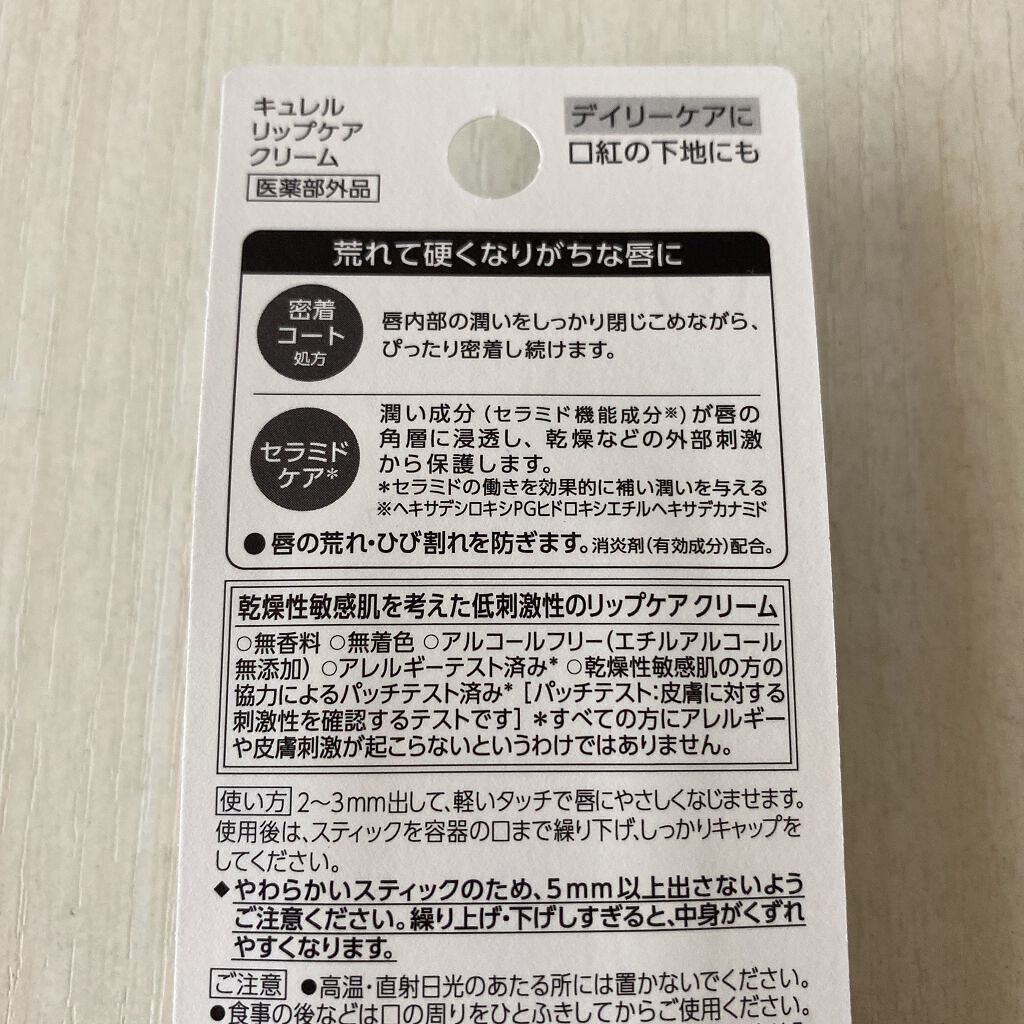 キュレル
リップケア
クリーム
医薬部外品
デイリーケアに
口紅の下地にも
荒れて硬くなりがちな唇に
密着
コート
処方
唇内部の潤いをしっかり閉じこめながら、
ぴったり密着し続けます。
セラミド
ケア*
潤い成分(セラミド機能成分※)が唇の
角層に浸透し、乾燥などの外部刺激
から保護します。
*セラミドの働きを効果的に補い潤いを与える
※ヘキサデシロキシPGヒドロキシエチルヘキサデカナミド
●唇の荒れ・ひび割れを防ぎます。消炎剤(有効成分)配合。
乾燥性敏感肌を考えた低刺激性のリップケア クリーム
○無香料 ○無着色 ○アルコールフリー(エチルアルコール
無添加) ○アレルギーテスト済み* ○乾燥性敏感肌の方の
協力によるパッチテスト済み* [パッチテスト:皮膚に対する
刺激性を確認するテストです] *すべての方にアレルギー
や皮膚刺激が起こらないというわけではありません。
使い方 2〜3mm出して、軽いタッチで唇にやさしくなじませます。
使用後は、スティックを容器の口まで繰り下げ、しっかりキャップを
してください。
◆やわらかいスティックのため、5mm以上出さないよう
ご注意ください。繰り上げ・下げしすぎると、中身がくずれ
やすくなります。
ご注意 ●高温・直射日光のあたる所には置かないでください。
●食事の後などは口の周りをひとふきしてからご使用ください。